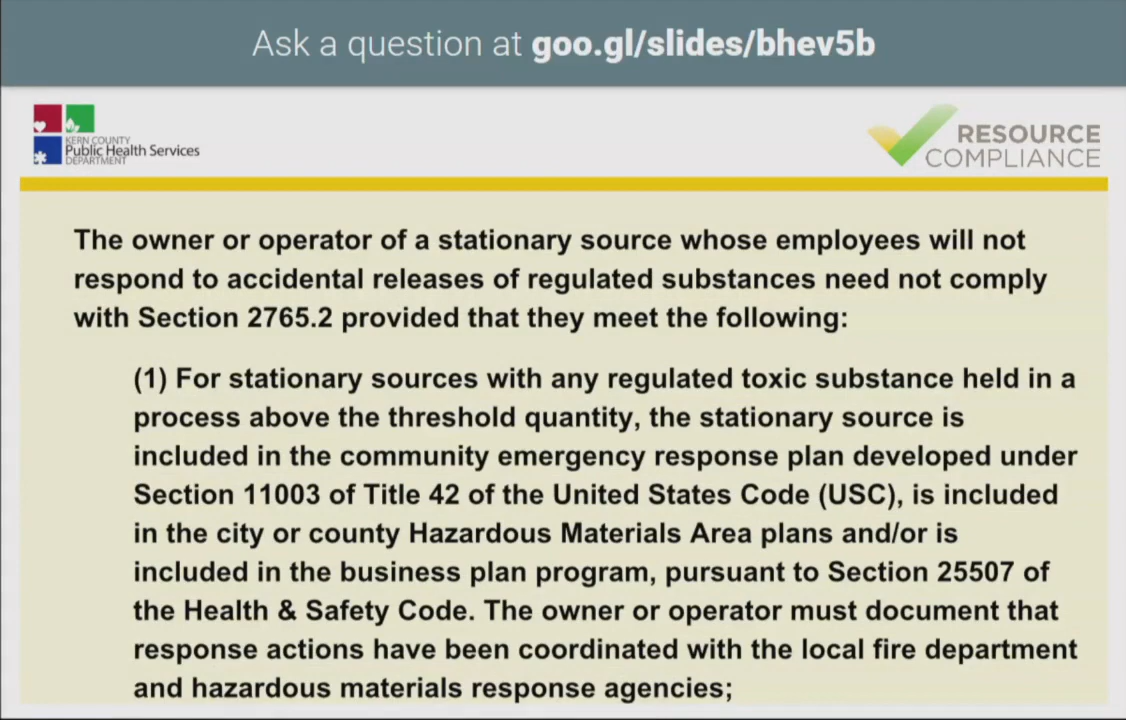 Ask a question at goo.gl/slides/bhev5b
KERN COUNTY
Public Health Services
DEPARTMENT
RESOURCE
COMPLIANCE
The owner or operator of a stationary source whose employees will not
respond to accidental releases of regulated substances need not comply
with Section 2765.2 provided that they meet the following:
(1) For stationary sources with any regulated toxic substance held in a
process above the threshold quantity, the stationary source is
included in the community emergency response plan developed under
Section 11003 of Title 42 of the United States Code (USC), is included
in the city or county Hazardous Materials Area plans and/or is
included in the business plan program, pursuant to Section 25507 of
the Health & Safety Code. The owner or operator must document that
response actions have been coordinated with the local fire department
and hazardous materials response agencies;